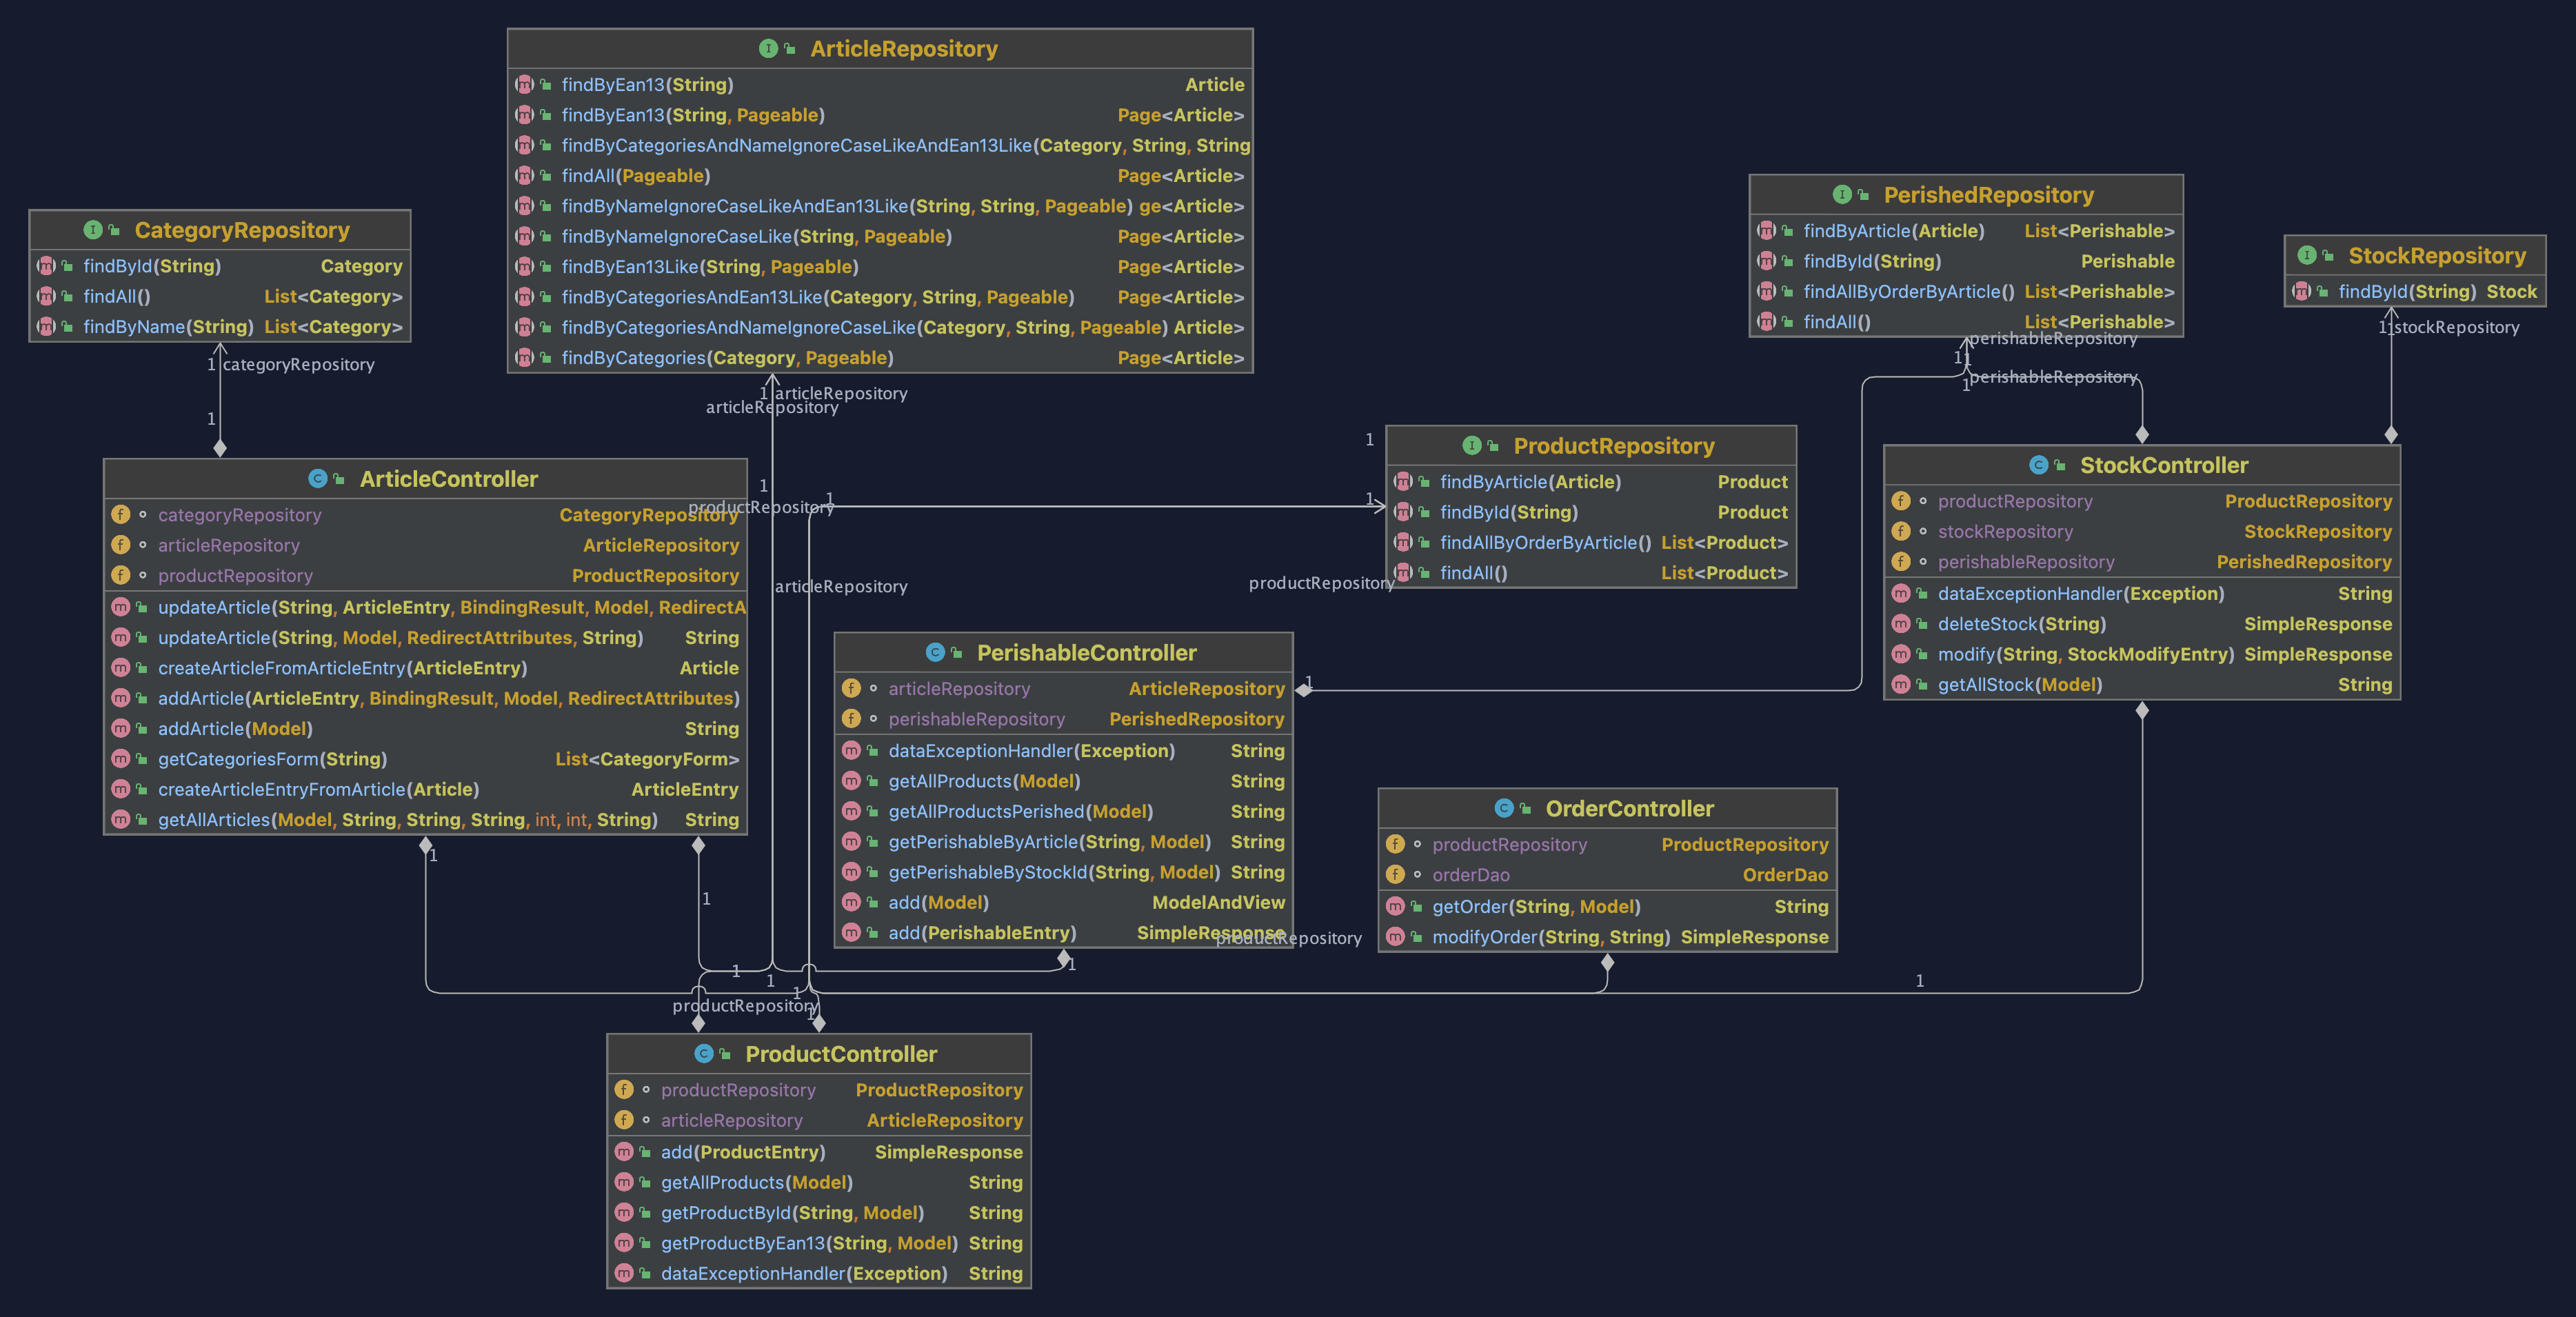 ArticleRepository
findByEan13(String) Article
findByEan13(String, Pageable) Page<Article>
findByCategoriesAndNameIgnoreCaseLikeAndEan13Like(Category, String, String
findAll(Pageable) Page<Article>
findByNameIgnoreCaseLikeAndEan13Like(String, String, Pageable) ge<Article>
findByNameIgnoreCaseLike(String, Pageable) Page<Article>
findByEan13Like(String, Pageable) Page<Article>
findByCategoriesAndEan13Like(Category, String, Pageable) Page<Article>
findByCategoriesAndNameIgnoreCaseLike(Category, String, Pageable) Article>
findByCategories(Category, Pageable) Page<Article>
CategoryRepository
findById(String) Category
findAll() List<Category>
findByName(String) List<Category>
1 categoryRepository
1
1 articleRepository
articleRepository
PerishedRepository
findByArticle(Article) List<Perishable>
findById(String) Perishable
findAllByOrderByArticle() List<Perishable>
findAll() List<Perishable>
perishableRepository
1 1
perishableRepository
1
StockRepository
findById(String) Stock
1 1 stockRepository
ArticleController
categoryRepository CategoryRepository
articleRepository ArticleRepository
productRepository ProductRepository
updateArticle(String, ArticleEntry, BindingResult, Model, RedirectA
updateArticle(String, Model, RedirectAttributes, String) String
createArticleFromArticleEntry(ArticleEntry) Article
addArticle(ArticleEntry, BindingResult, Model, RedirectAttributes)
addArticle(Model) String
getCategoriesForm(String) List<CategoryForm>
createArticleEntryFromArticle(Article) ArticleEntry
getAllArticles(Model, String, String, String, int, int, String) String
1
1
1
productRepository
articleRepository
1
1
1
ProductRepository
findByArticle(Article) Product
findById(String) Product
findAllByOrderByArticle() List<Product>
findAll() List<Product>
productRepository
StockController
productRepository ProductRepository
stockRepository StockRepository
perishableRepository PerishedRepository
dataExceptionHandler(Exception) String
deleteStock(String) SimpleResponse
modify(String, StockModifyEntry) SimpleResponse
getAllStock(Model) String
PerishableController
articleRepository ArticleRepository
perishableRepository PerishedRepository
dataExceptionHandler(Exception) String
getAllProducts(Model) String
getAllProductsPerished(Model) String
getPerishableByArticle(String, Model) String
getPerishableByStockId(String, Model) String
add(Model) ModelAndView
add(PerishableEntry) SimpleResponse
1
productRepository
1
OrderController
productRepository ProductRepository
orderDao OrderDao
getOrder(String, Model) String
modifyOrder(String, String) SimpleResponse
1
1
1
1
productRepository
1
ProductController
productRepository ProductRepository
articleRepository ArticleRepository
add(ProductEntry) SimpleResponse
getAllProducts(Model) String
getProductById(String, Model) String
getProductByEan13(String, Model) String
dataExceptionHandler(Exception) String